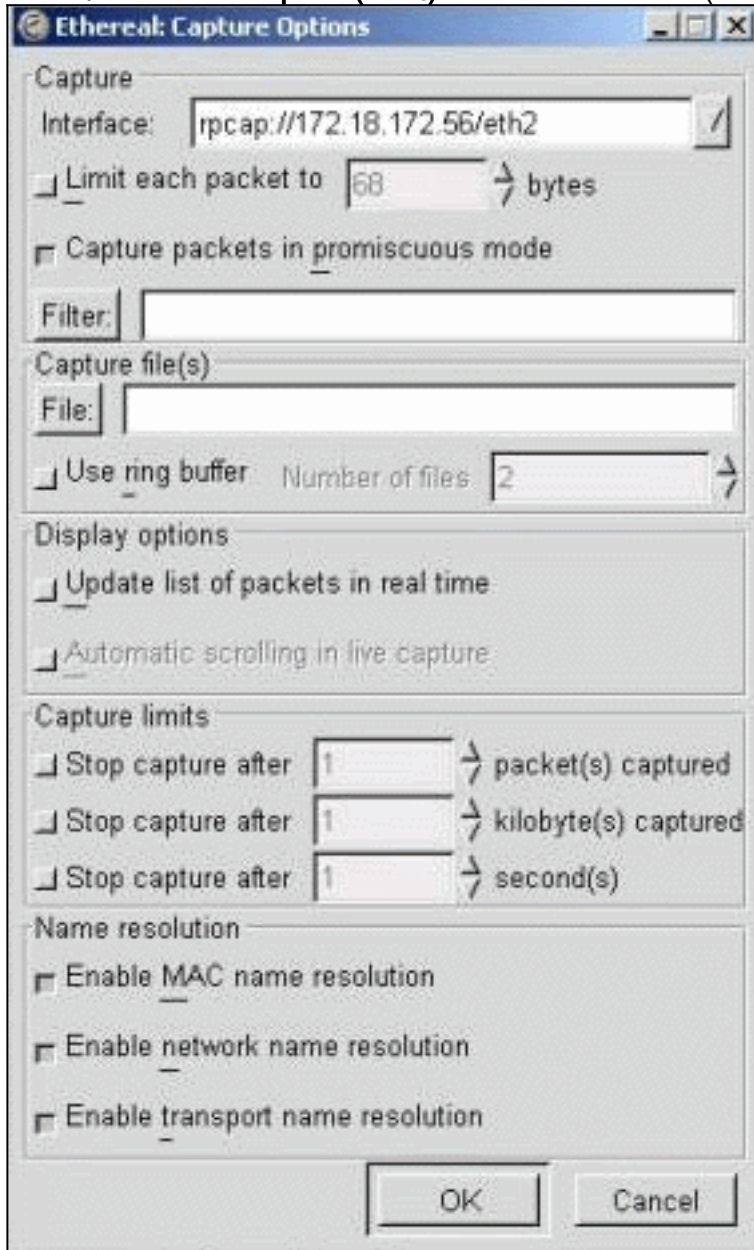 Ethereal: Capture Options
Capture
Interface: rpcap://172.18.172.56/eth2
Limit each packet to 68 bytes
Capture packets in promiscuous mode
Filter:
Capture file(s)
File:
Use ring buffer Number of files 2
Display options
Update list of packets in real time
Automatic scrolling in live capture
Capture limits
Stop capture after 1 packet(s) captured
Stop capture after 1 kilobyte(s) captured
Stop capture after 1 second(s)
Name resolution
Enable MAC name resolution
Enable network name resolution
Enable transport name resolution
OK Cancel